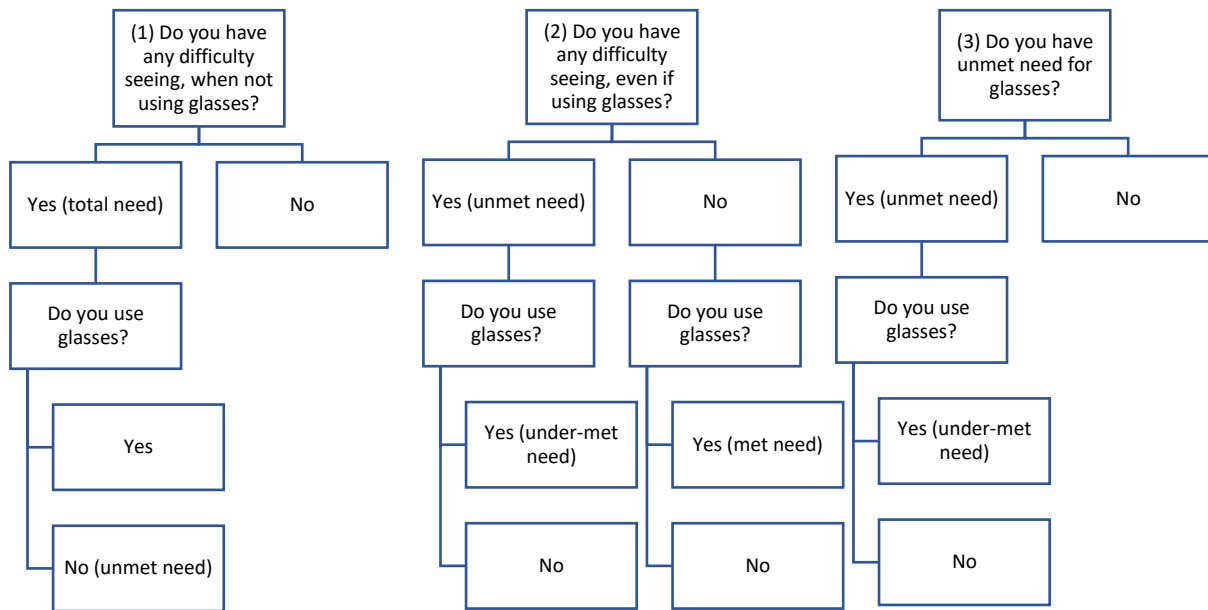 (1) Do you have
any difficulty
seeing, when not
using glasses?
Yes (total need)
No
Do you use
glasses?
Yes
No (unmet need)
(2) Do you have
any difficulty
seeing, even if
using glasses?
Yes (unmet need)
No
Do you use
glasses?
Do you use
glasses?
Yes (under-met
need)
No
Yes (met need)
No
(3) Do you have
unmet need for
glasses?
Yes (unmet need)
No
Do you use
glasses?
Yes (under-met
need)
No